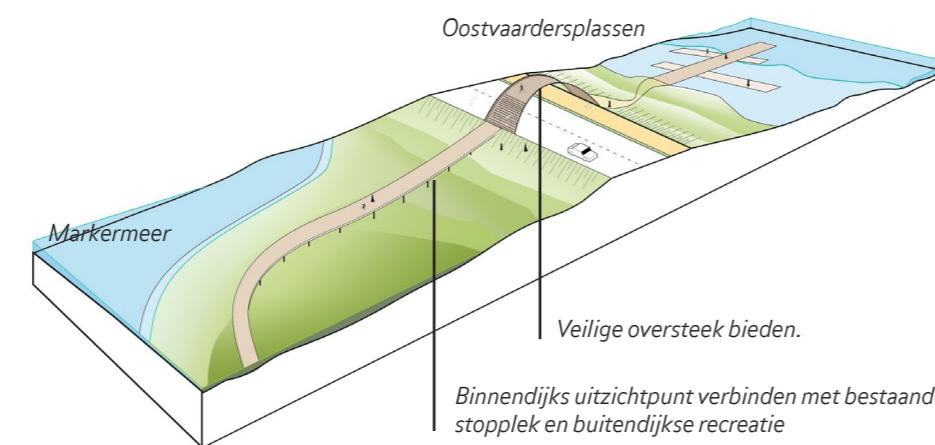 Oostvaardersplassen
Markermeer
Veilige oversteek bieden.
Binnendijks uitzichtpunt verbinden met bestaand
stopplek en buitendijkse recreatie